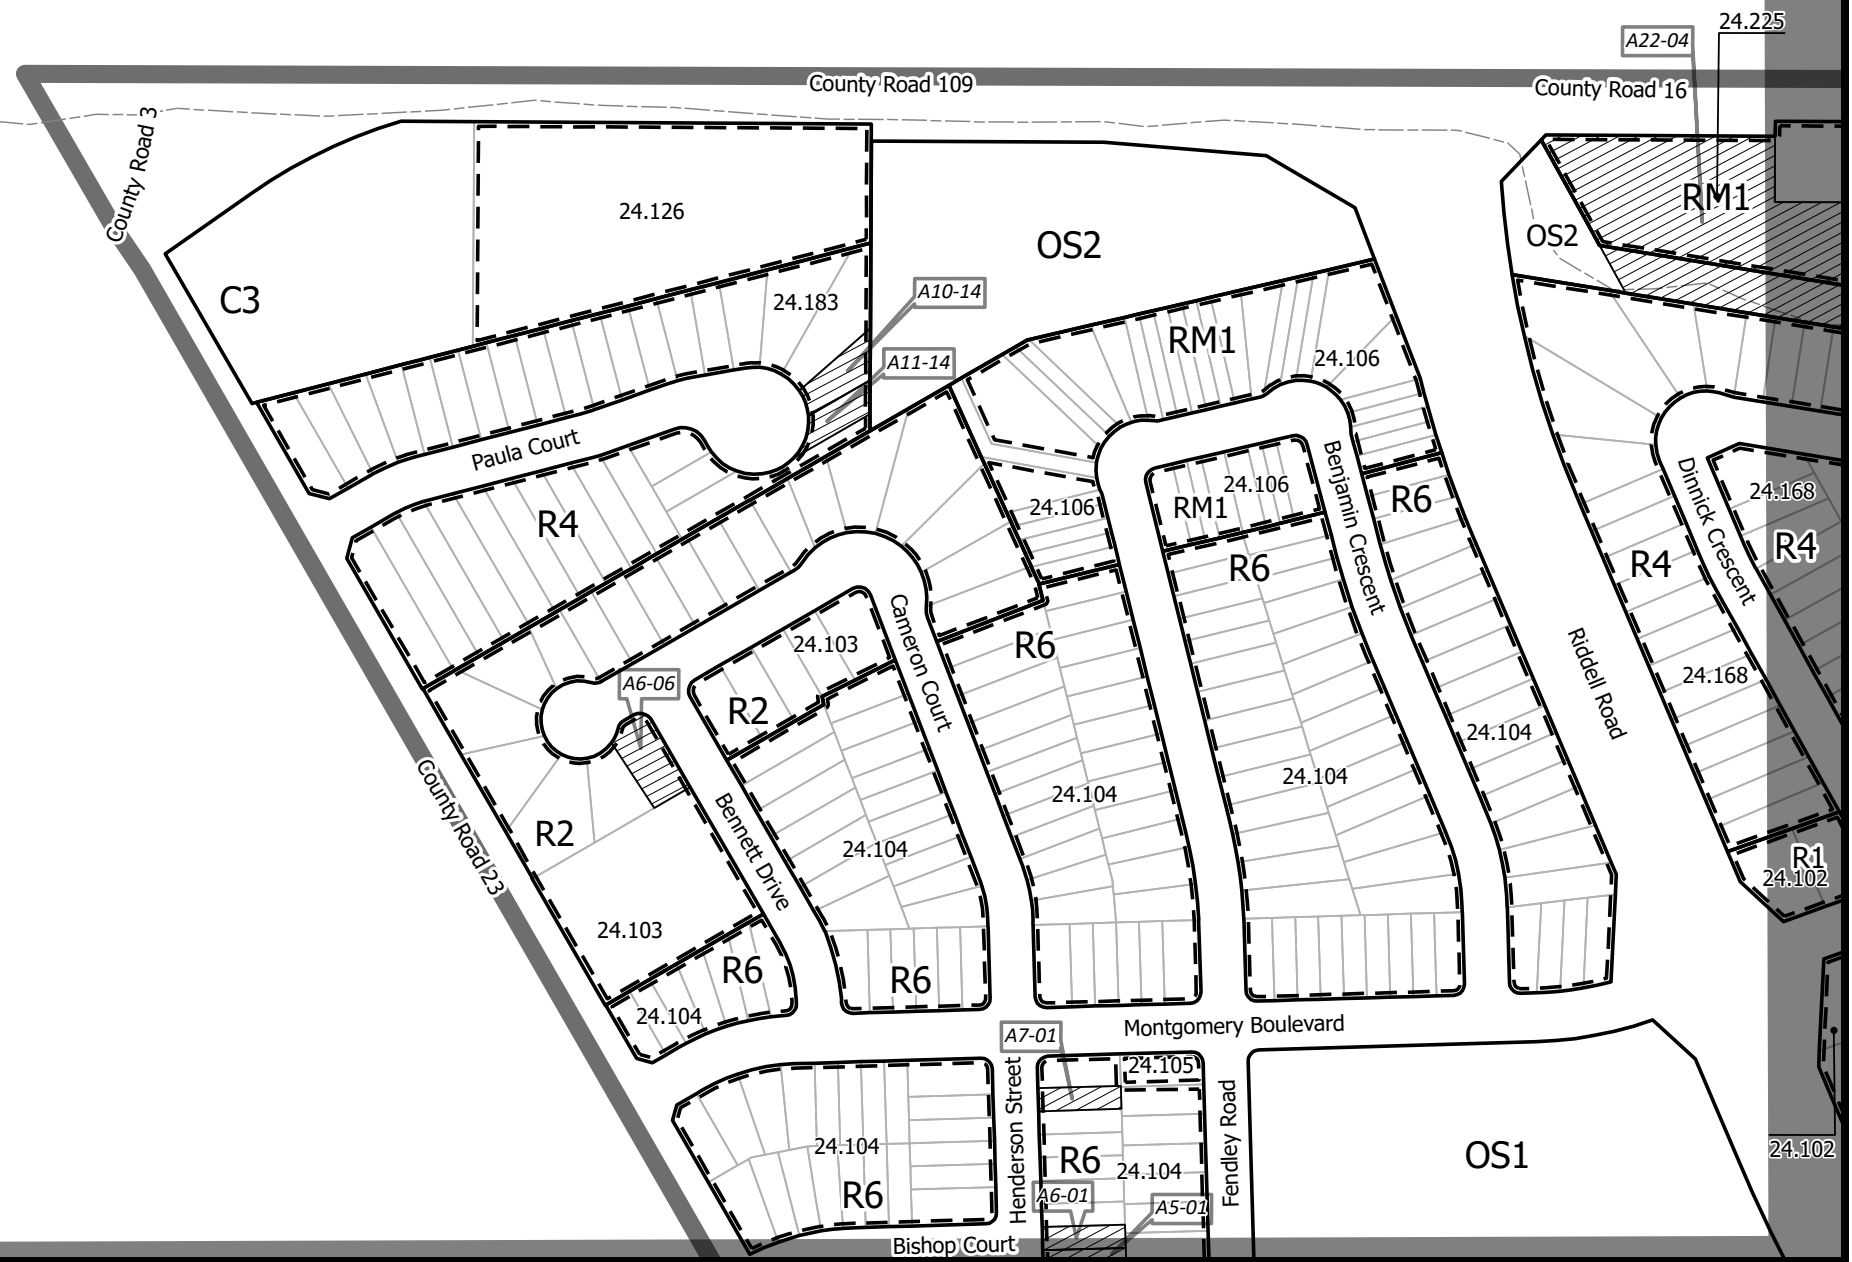 24.225
A22-04
County Road 109
County Road 16
County Road 3
24.126
RM1
OS2
OS2
C3
24.183
A10-14
RM1
24.106
A11-14
Paula Court
Benjamin Crescent
24.106
RM1
24.106
R6
Dinnick Crescent
24.168
R4
R4
R6
R4
Cameron Court
24.103
R6
Riddell Road
24.168
A6-06
R2
24.104
24.104
24.104
County Road 23
R2
Bennett Drive
24.104
R1
24.102
24.103
R6
R6
24.104
Montgomery Boulevard
A7-01
24.105
Henderson Street
Fendley Road
24.104
R6
24.104
OS1
24.102
R6
A6-01
A5-01
Bishop Court